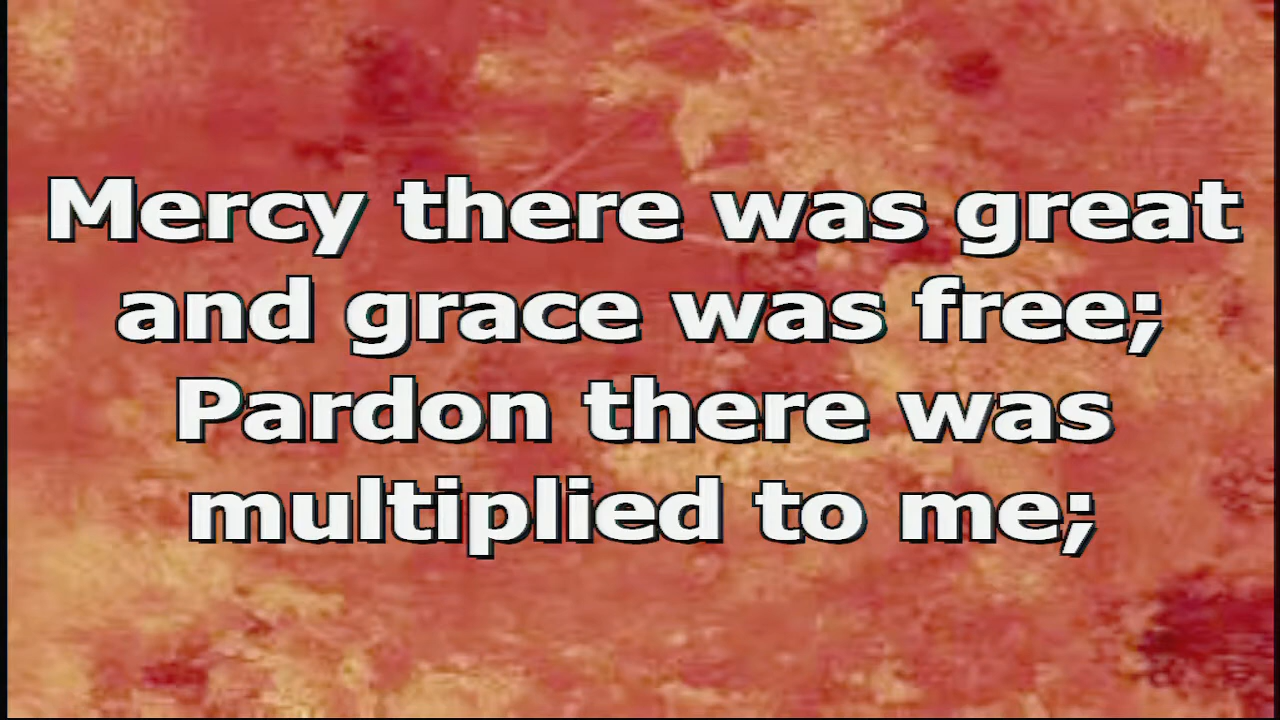 Mercy there was great
and grace was free;
Pardon there was
multiplied to me;